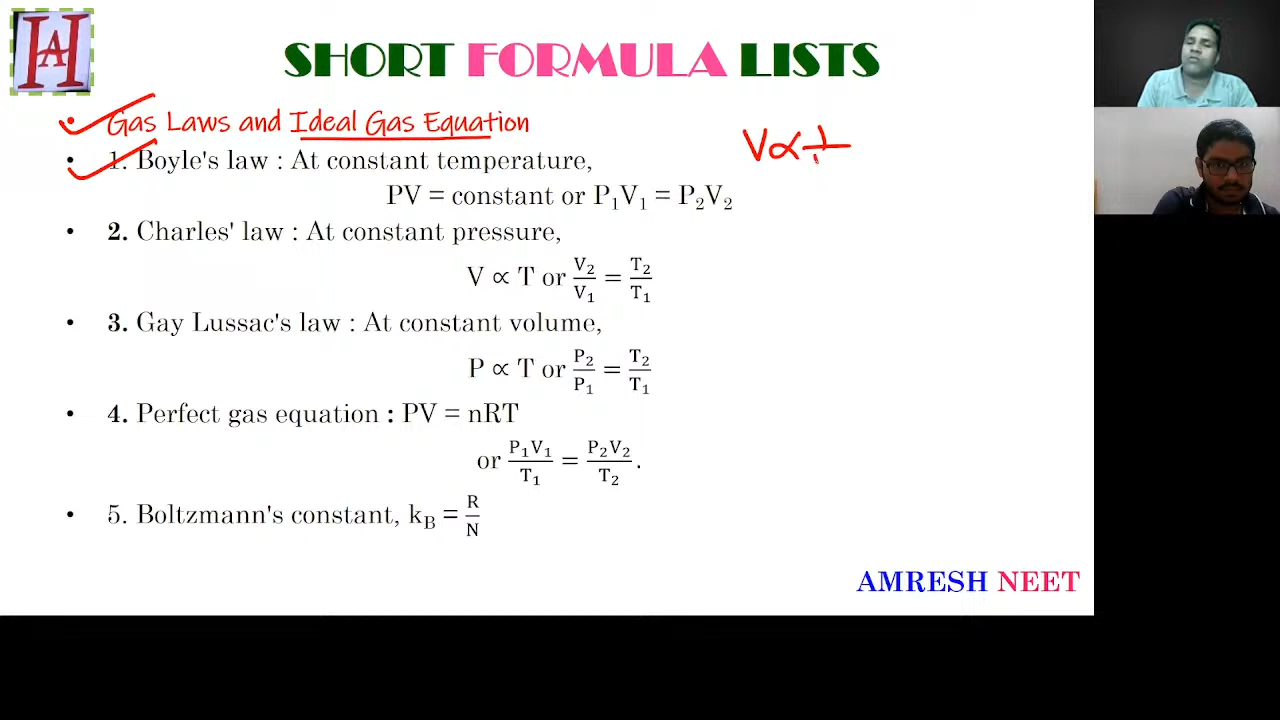 HA
SHORT FORMULA LISTS
• Gas Laws and Ideal Gas Equation
• 1. Boyle's law : At constant temperature,
V ∝ 1
PV = constant or P₁V₁ = P₂V₂
• 2. Charles' law : At constant pressure,
V ∝ T or V₂/V₁ = T₂/T₁
• 3. Gay Lussac's law : At constant volume,
P ∝ T or P₂/P₁ = T₂/T₁
• 4. Perfect gas equation : PV = nRT
or P₁V₁/T₁ = P₂V₂/T₂.
• 5. Boltzmann's constant, k_B = R/N
AMRESH NEET